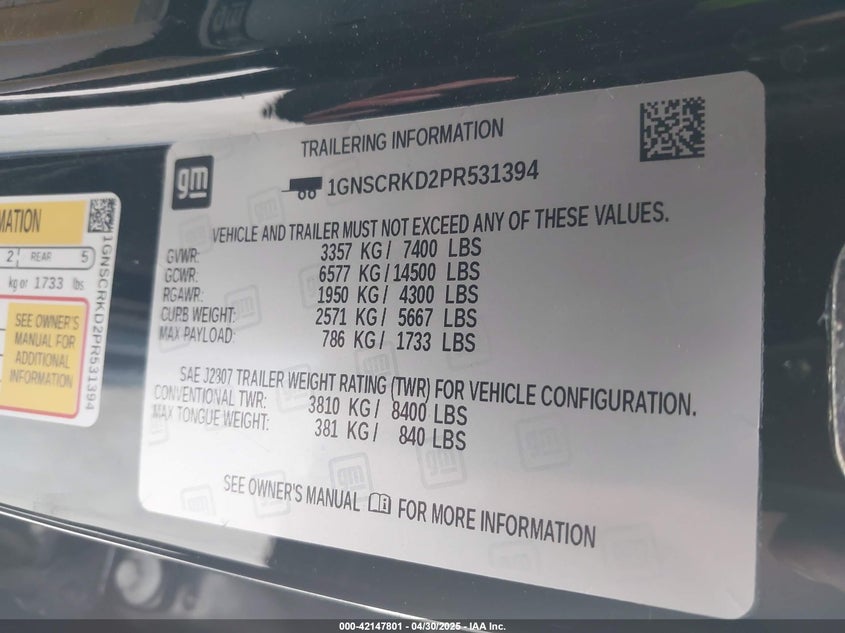 TRAILERING INFORMATION
gm
1GNSCRKD2PR531394
VEHICLE AND TRAILER MUST NOT EXCEED ANY OF THESE VALUES.
GVWR: 3357 KG / 7400 LBS
GCWR: 6577 KG / 14500 LBS
RGAWR: 1950 KG / 4300 LBS
CURB WEIGHT: 2571 KG / 5667 LBS
MAX PAYLOAD: 786 KG / 1733 LBS
SAE J2807 TRAILER WEIGHT RATING (TWR) FOR VEHICLE CONFIGURATION.
CONVENTIONAL TWR: 3810 KG / 8400 LBS
MAX TONGUE WEIGHT: 381 KG / 840 LBS
SEE OWNER'S MANUAL FOR MORE INFORMATION
MATION
2 REAR 5
kg or 1733 lbs
SEE OWNER'S
MANUAL FOR
ADDITIONAL
INFORMATION
1GNSCRKD2PR531394
000-42147801 - 04/30/2025 - IAA Inc.